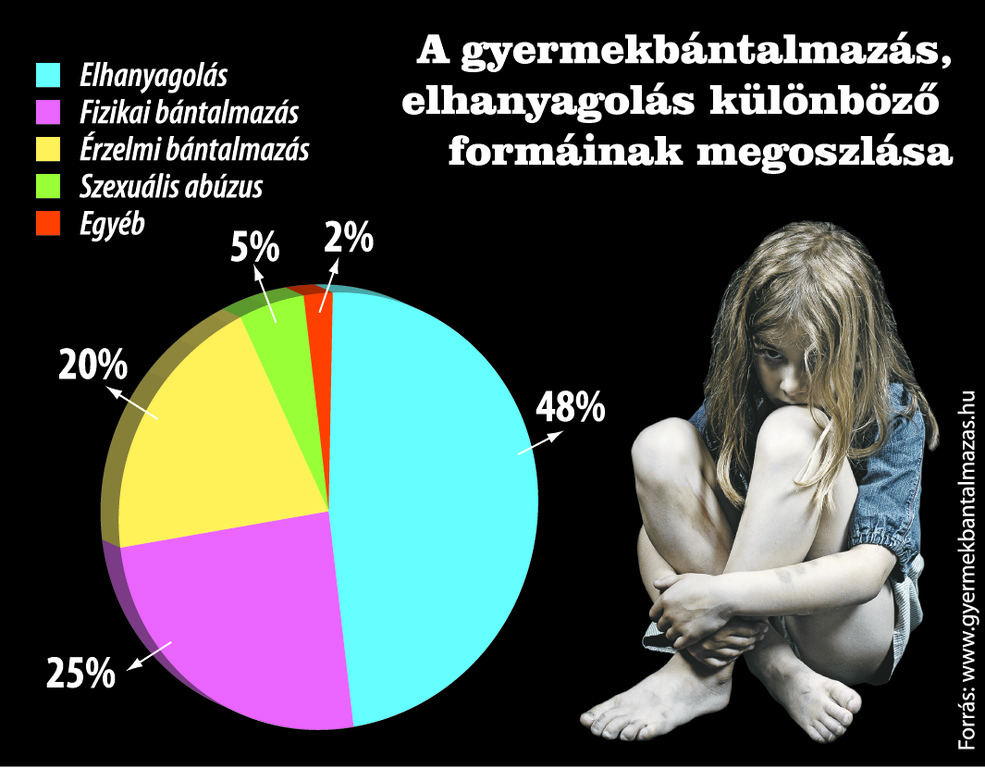 A gyermekbántalmazás,
elhanyagolás különböző
formáinak megoszlása
Elhanyagolás
Fizikai bántalmazás
Érzelmi bántalmazás
Szexuális abúzus
Egyéb
5%
2%
20%
48%
25%
Forrás: www.gyermekbantalmazas.hu